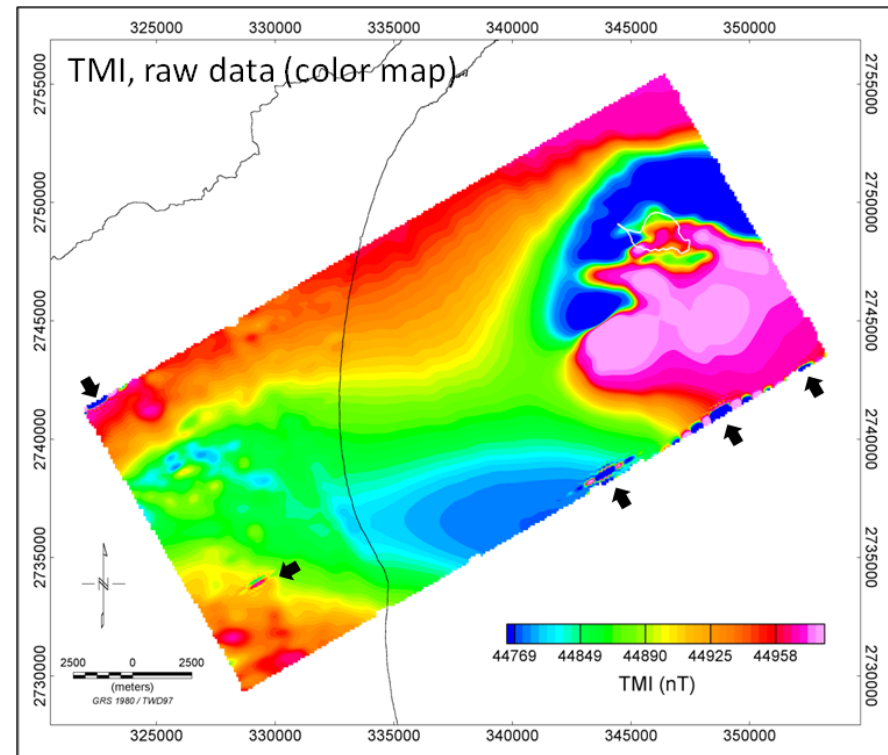 325000 330000 335000 340000 345000 350000
TMI, raw data (color map)
2755000 2755000
2750000 2750000
2745000 2745000
2740000 2740000
2735000 2735000
2730000 2730000
N
2500 0 2500
(meters)
GRS 1980 / TWD97
44769 44849 44890 44925 44958
TMI (nT)
325000 330000 335000 340000 345000 350000